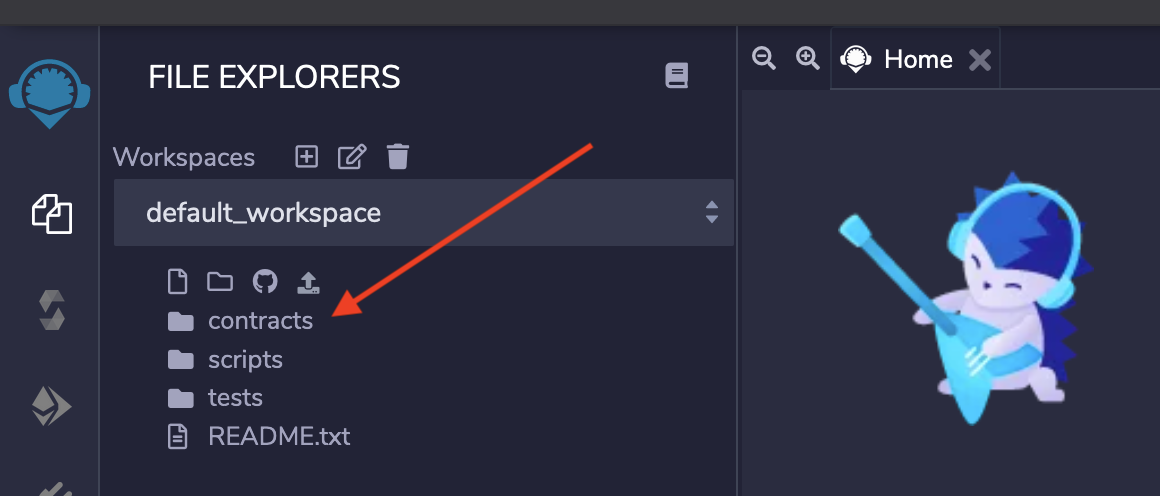 FILE EXPLORERS
Home
Workspaces
default_workspace
contracts
scripts
tests
README.txt